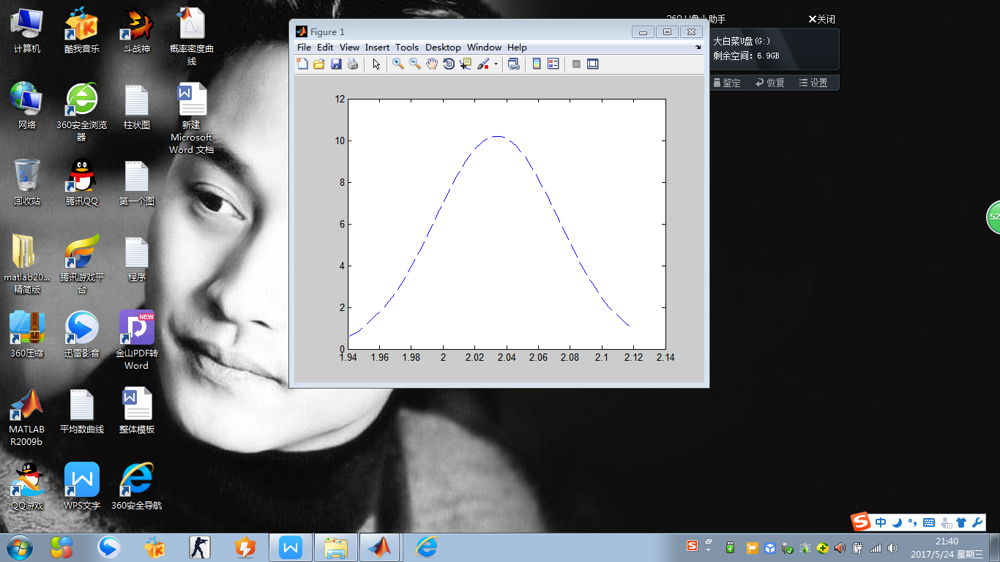 计算机
酷我音乐
斗战神
概率密度曲
线
网络
360安全浏览
器
柱状图
新建
Microsoft
Word 文档
回收站
腾讯QQ
第一个图
matlab20...
精简版
腾讯游戏平
台
程序
360压缩
迅雷影音
NEW
金山PDF转
Word
MATLAB
R2009b
平均数曲线
整体模板
QQ游戏
WPS文字
360安全导航
Figure 1
File Edit View Insert Tools Desktop Window Help
12
10
8
6
4
2
0
1.94 1.96 1.98 2 2.02 2.04 2.06 2.08 2.1 2.12 2.14
360 U盘小助手
关闭
大白菜U盘(G:)
剩余空间: 6.9GB
鉴定 恢复 设置
52
中
21:40
2017/5/24 星期三